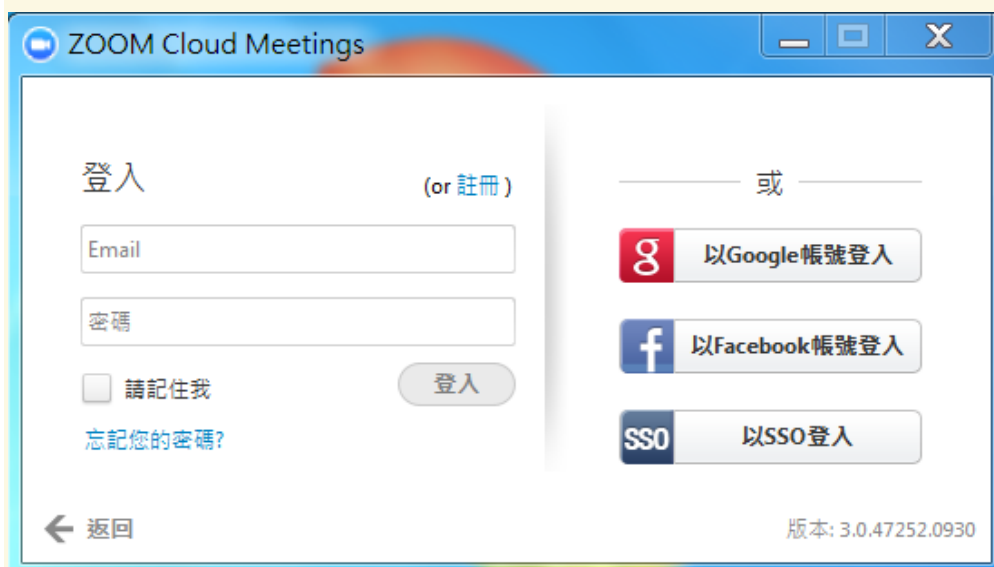 ZOOM Cloud Meetings
登入
(or 註冊 )
Email
密碼
請記住我
登入
忘記您的密碼?
或
以Google帳號登入
以Facebook帳號登入
SSO
以SSO登入
返回
版本: 3.0.47252.0930